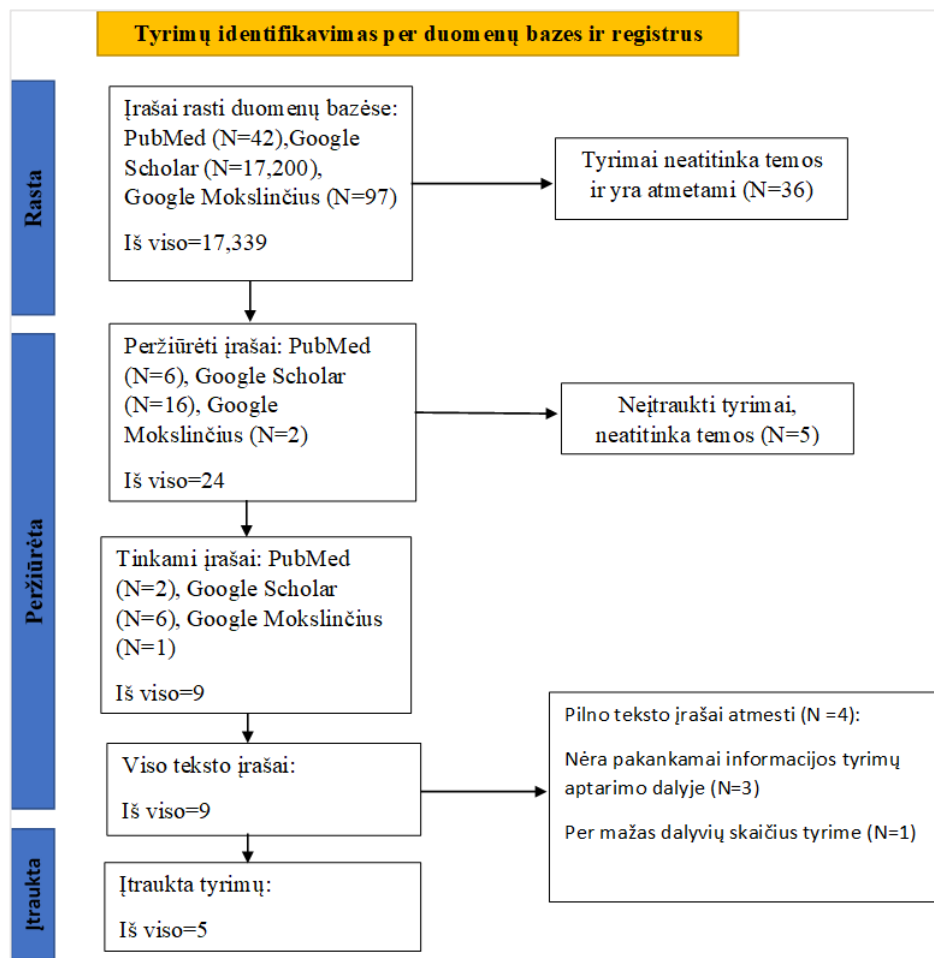 Tyrimų identifikavimas per duomenų bazes ir registrus
Rasta
Įrašai rasti duomenų bazėse:
PubMed (N=42),Google
Scholar (N=17,200),
Google Mokslinčius (N=97)
Iš viso=17,339
Tyrimai neatitinka temos
ir yra atmetami (N=36)
Peržiūrėta
Peržiūrėti įrašai: PubMed
(N=6), Google Scholar
(N=16), Google
Mokslinčius (N=2)
Iš viso=24
Neįtraukti tyrimai,
neatitinka temos (N=5)
Tinkami įrašai: PubMed
(N=2), Google Scholar
(N=6), Google Mokslinčius
(N=1)
Iš viso=9
Viso teksto įrašai:
Iš viso=9
Pilno teksto įrašai atmesti (N =4):
Nėra pakankamai informacijos tyrimų
aptarimo dalyje (N=3)
Per mažas dalyvių skaičius tyrime (N=1)
Įtraukta
Įtraukta tyrimų:
Iš viso=5